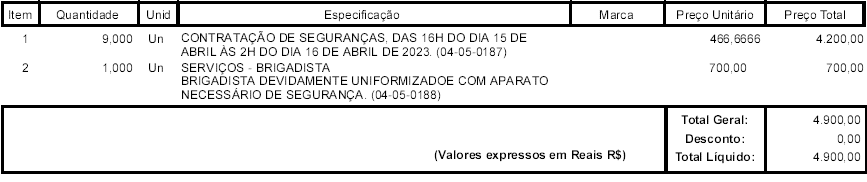 Item Quantidade Unid Especificação Marca Preço Unitário Preço Total
1 9,000 Un CONTRATAÇÃO DE SEGURANÇAS, DAS 16H DO DIA 15 DE 466,6666 4.200,00
ABRIL ÀS 2H DO DIA 16 DE ABRIL DE 2023. (04-05-0187)
2 1,000 Un SERVIÇOS - BRIGADISTA 700,00 700,00
BRIGADISTA DEVIDAMENTE UNIFORMIZADOE COM APARATO
NECESSÁRIO DE SEGURANÇA. (04-05-0188)
Total Geral: 4.900,00
Desconto: 0,00
(Valores expressos em Reais R$) Total Líquido: 4.900,00